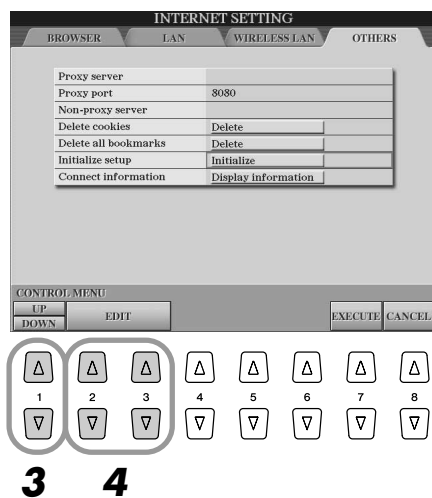 INTERNET SETTING
BROWSER LAN WIRELESS LAN OTHERS
Proxy server
Proxy port 8080
Non-proxy server
Delete cookies Delete
Delete all bookmarks Delete
Initialize setup Initialize
Connect information Display information
CONTROL MENU
UP
DOWN
EDIT
EXECUTE CANCEL
1 2 3 4 5 6 7 8
3 4